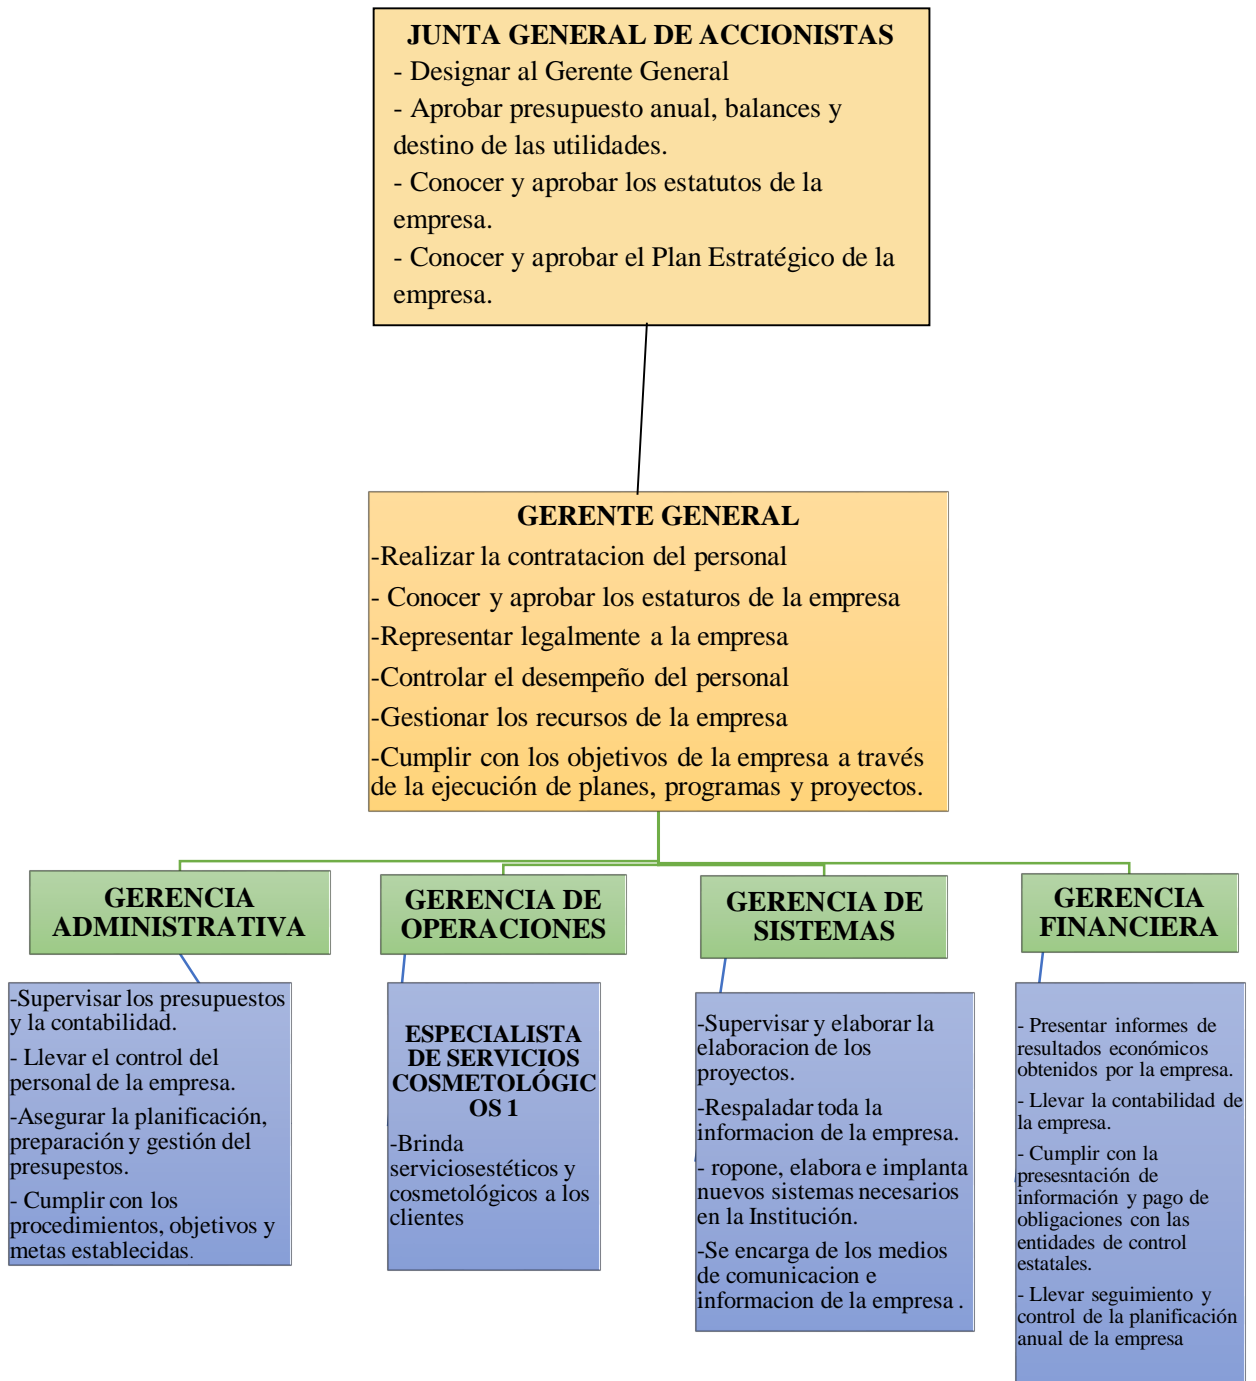 JUNTA GENERAL DE ACCIONISTAS
- Designar al Gerente General
- Aprobar presupuesto anual, balances y
destino de las utilidades.
- Conocer y aprobar los estatutos de la
empresa.
- Conocer y aprobar el Plan Estratégico de la
empresa.
GERENTE GENERAL
-Realizar la contratacion del personal
- Conocer y aprobar los estaturos de la empresa
-Representar legalmente a la empresa
-Controlar el desempeño del personal
-Gestionar los recursos de la empresa
-Cumplir con los objetivos de la empresa a través
de la ejecución de planes, programas y proyectos.
GERENCIA
ADMINISTRATIVA
-Supervisar los presupuestos
y la contabilidad.
- Llevar el control del
personal de la empresa.
-Asegurar la planificación,
preparación y gestión del
presupestos.
- Cumplir con los
procedimientos, objetivos y
metas establecidas.
GERENCIA DE
OPERACIONES
ESPECIALISTA
DE SERVICIOS
COSMETOLÓGIC
OS 1
-Brinda
serviciosestéticos y
cosmetológicos a los
clientes
GERENCIA DE
SISTEMAS
-Supervisar y elaborar la
elaboracion de los
proyectos.
-Respaladar toda la
informacion de la empresa.
- ropone, elabora e implanta
nuevos sistemas necesarios
en la Institución.
-Se encarga de los medios
de comunicacion e
informacion de la empresa .
GERENCIA
FINANCIERA
- Presentar informes de
resultados económicos
obtenidos por la empresa.
- Llevar la contabilidad de
la empresa.
- Cumplir con la
presesntación de
información y pago de
obligaciones con las
entidades de control
estatales.
- Llevar seguimiento y
control de la planificación
anual de la empresa